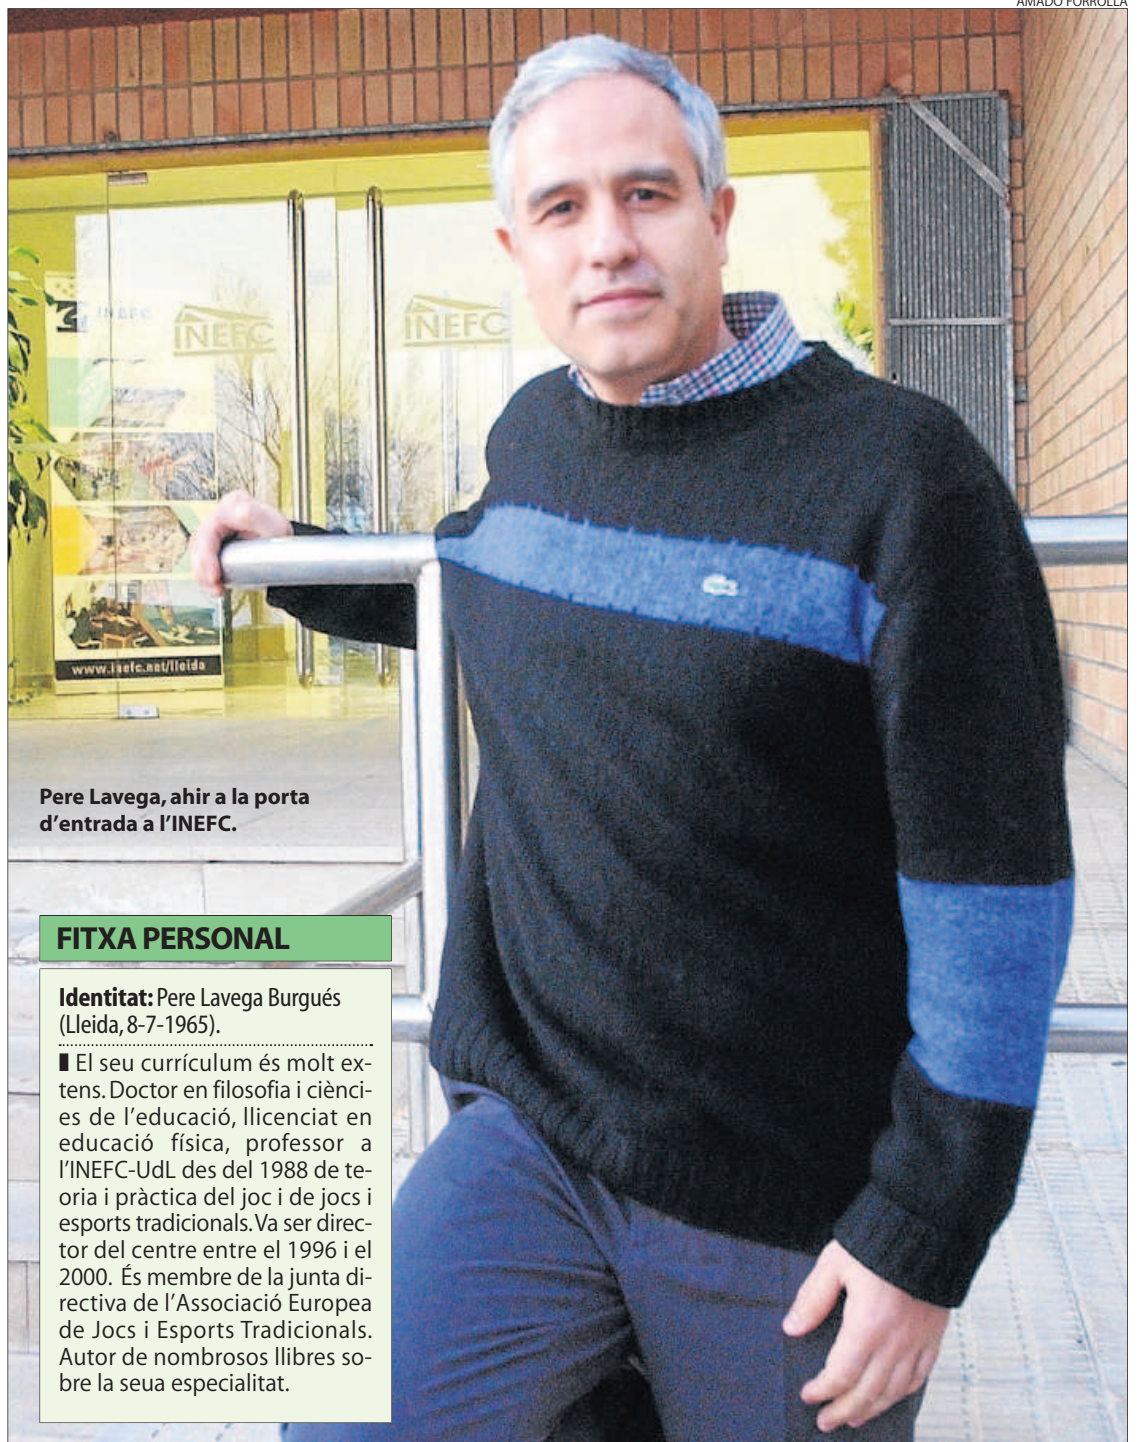 AMADO FORROLLA
INEFC
INEFC
INEFC
www.inefc.net/lleida
Pere Lavega, ahir a la porta
d’entrada a l’INEFC.
FITXA PERSONAL
Identitat: Pere Lavega Burgués
(Lleida, 8-7-1965).
❚ El seu currículum és molt ex-
tens. Doctor en filosofia i ciènci-
es de l’educació, llicenciat en
educació física, professor a
l’INEFC-UdL des del 1988 de te-
oria i pràctica del joc i de jocs i
esports tradicionals. Va ser direc-
tor del centre entre el 1996 i el
2000. És membre de la junta di-
rectiva de l’Associació Europea
de Jocs i Esports Tradicionals.
Autor de nombrosos llibres so-
bre la seua especialitat.